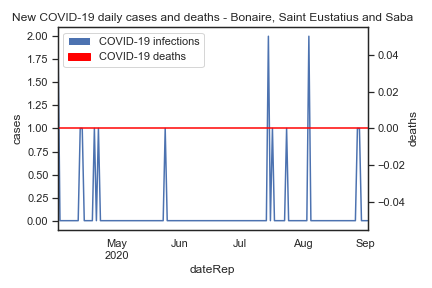 New COVID-19 daily cases and deaths - Bonaire, Saint Eustatius and Saba
COVID-19 infections
COVID-19 deaths
2.00
1.75
1.50
1.25
1.00
0.75
0.50
0.25
0.00
cases
0.04
0.02
0.00
−0.02
−0.04
deaths
May
2020
Jun
Jul
Aug
Sep
dateRep